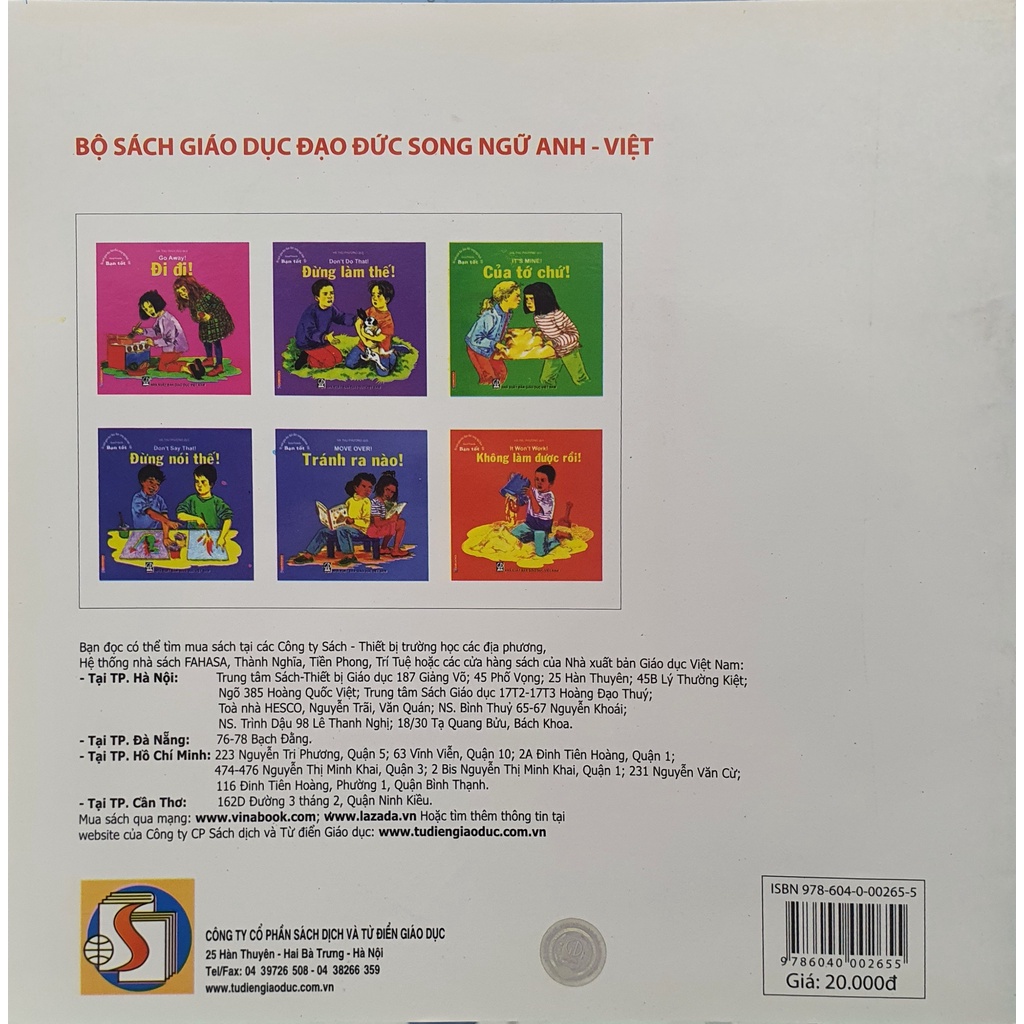 BỘ SÁCH GIÁO DỤC ĐẠO ĐỨC SONG NGỮ ANH - VIỆT
Bạn tốt
Go Away!
Đi đi!
Bạn tốt
Don't Do That!
Đừng làm thế!
Bạn tốt
IT'S MINE!
Của tớ chứ!
Bạn tốt
Don't Say That!
Đừng nói thế!
Bạn tốt
MOVE OVER!
Tránh ra nào!
Bạn tốt
It Won't Work!
Không làm được rồi!
Bạn đọc có thể tìm mua sách tại các Công ty Sách - Thiết bị trường học các địa phương,
Hệ thống nhà sách FAHASA, Thành Nghĩa, Tiền Phong, Trí Tuệ hoặc các cửa hàng sách của Nhà xuất bản Giáo dục Việt Nam:
- Tại TP. Hà Nội: Trung tâm Sách-Thiết bị Giáo dục 187 Giảng Võ; 45 Phố Vọng; 25 Hàn Thuyên; 45B Lý Thường Kiệt;
Ngõ 385 Hoàng Quốc Việt; Trung tâm Sách Giáo dục 17T2-17T3 Hoàng Đạo Thuý;
Toà nhà HESCO, Nguyễn Trãi, Văn Quán; NS. Bình Thuỷ 65-67 Nguyễn Khoái;
NS. Trình Dậu 98 Lê Thanh Nghị; 18/30 Tạ Quang Bửu, Bách Khoa.
- Tại TP. Đà Nẵng: 76-78 Bạch Đằng.
- Tại TP. Hồ Chí Minh: 223 Nguyễn Tri Phương, Quận 5; 63 Vĩnh Viễn, Quận 10; 2A Đinh Tiên Hoàng, Quận 1;
474-476 Nguyễn Thị Minh Khai, Quận 3; 2 Bis Nguyễn Thị Minh Khai, Quận 1; 231 Nguyễn Văn Cừ;
116 Đinh Tiên Hoàng, Phường 1, Quận Bình Thạnh.
- Tại TP. Cần Thơ: 162D Đường 3 tháng 2, Quận Ninh Kiều.
Mua sách qua mạng: www.vinabook.com; www.lazada.vn Hoặc tìm thêm thông tin tại
website của Công ty CP Sách dịch và Từ điển Giáo dục: www.tudiengiaoduc.com.vn
CÔNG TY CỔ PHẦN SÁCH DỊCH VÀ TỪ ĐIỂN GIÁO DỤC
25 Hàn Thuyên - Hai Bà Trưng - Hà Nội
Tel/Fax: 04 39726 508 - 04 38266 359
www.tudiengiaoduc.com.vn
ISBN 978-604-0-00265-5
9 786040 002655
Giá: 20.000đ